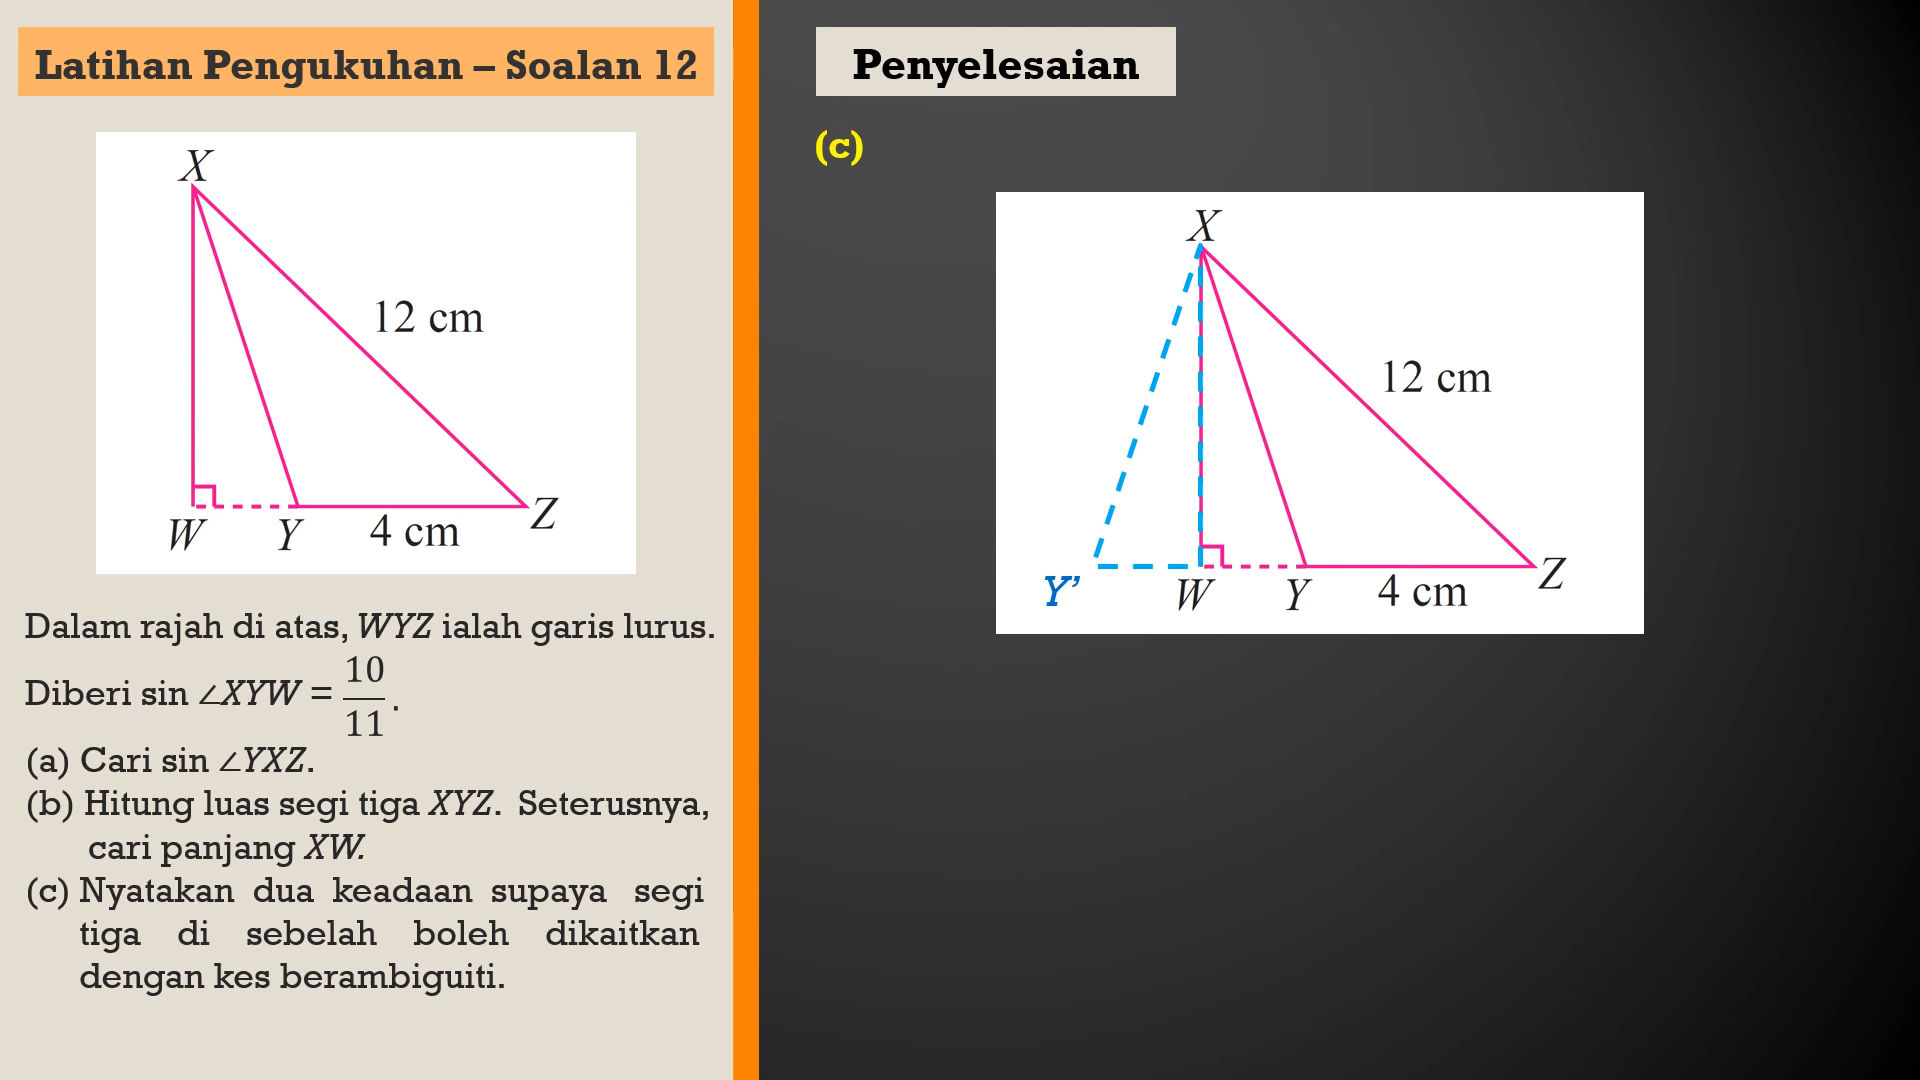 Latihan Pengukuhan – Soalan 12
X
12 cm
W
Y
4 cm
Z
Dalam rajah di atas, WYZ ialah garis lurus.
Diberi sin ∠XYW = 10/11.
(a) Cari sin ∠YXZ.
(b) Hitung luas segi tiga XYZ. Seterusnya,
cari panjang XW.
(c) Nyatakan dua keadaan supaya segi
tiga di sebelah boleh dikaitkan
dengan kes berambiguiti.
Penyelesaian
(c)
X
12 cm
Y’
W
Y
4 cm
Z